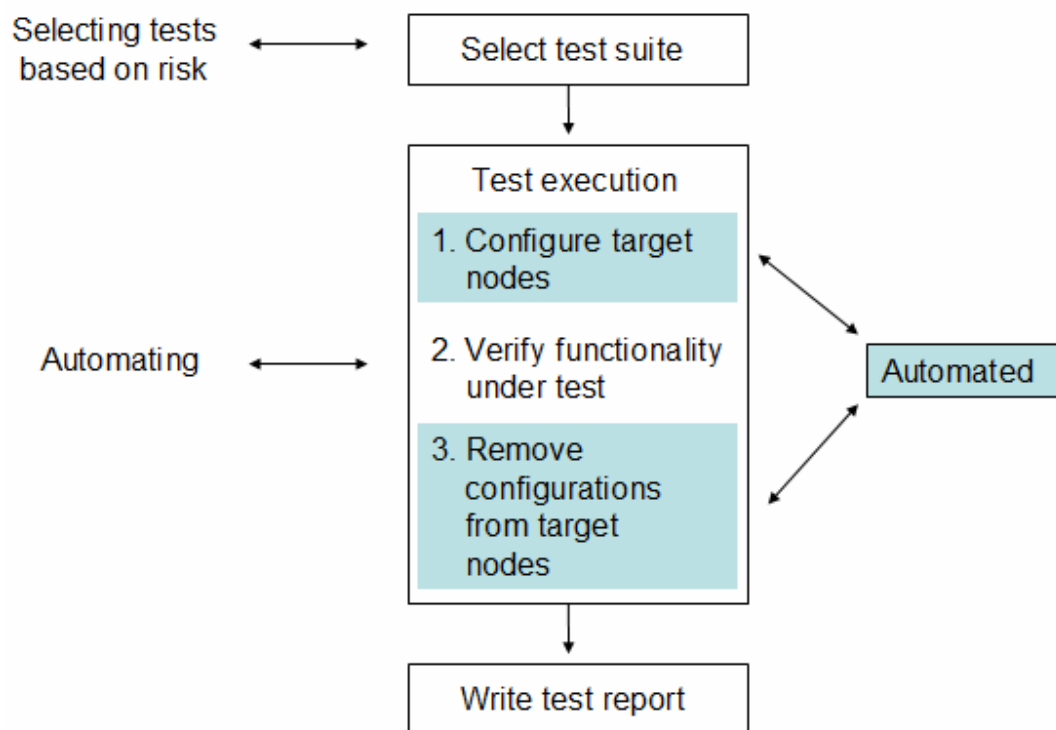 Selecting tests
based on risk
Select test suite
Test execution
1. Configure target
nodes
Automating
2. Verify functionality
under test
Automated
3. Remove
configurations
from target
nodes
Write test report